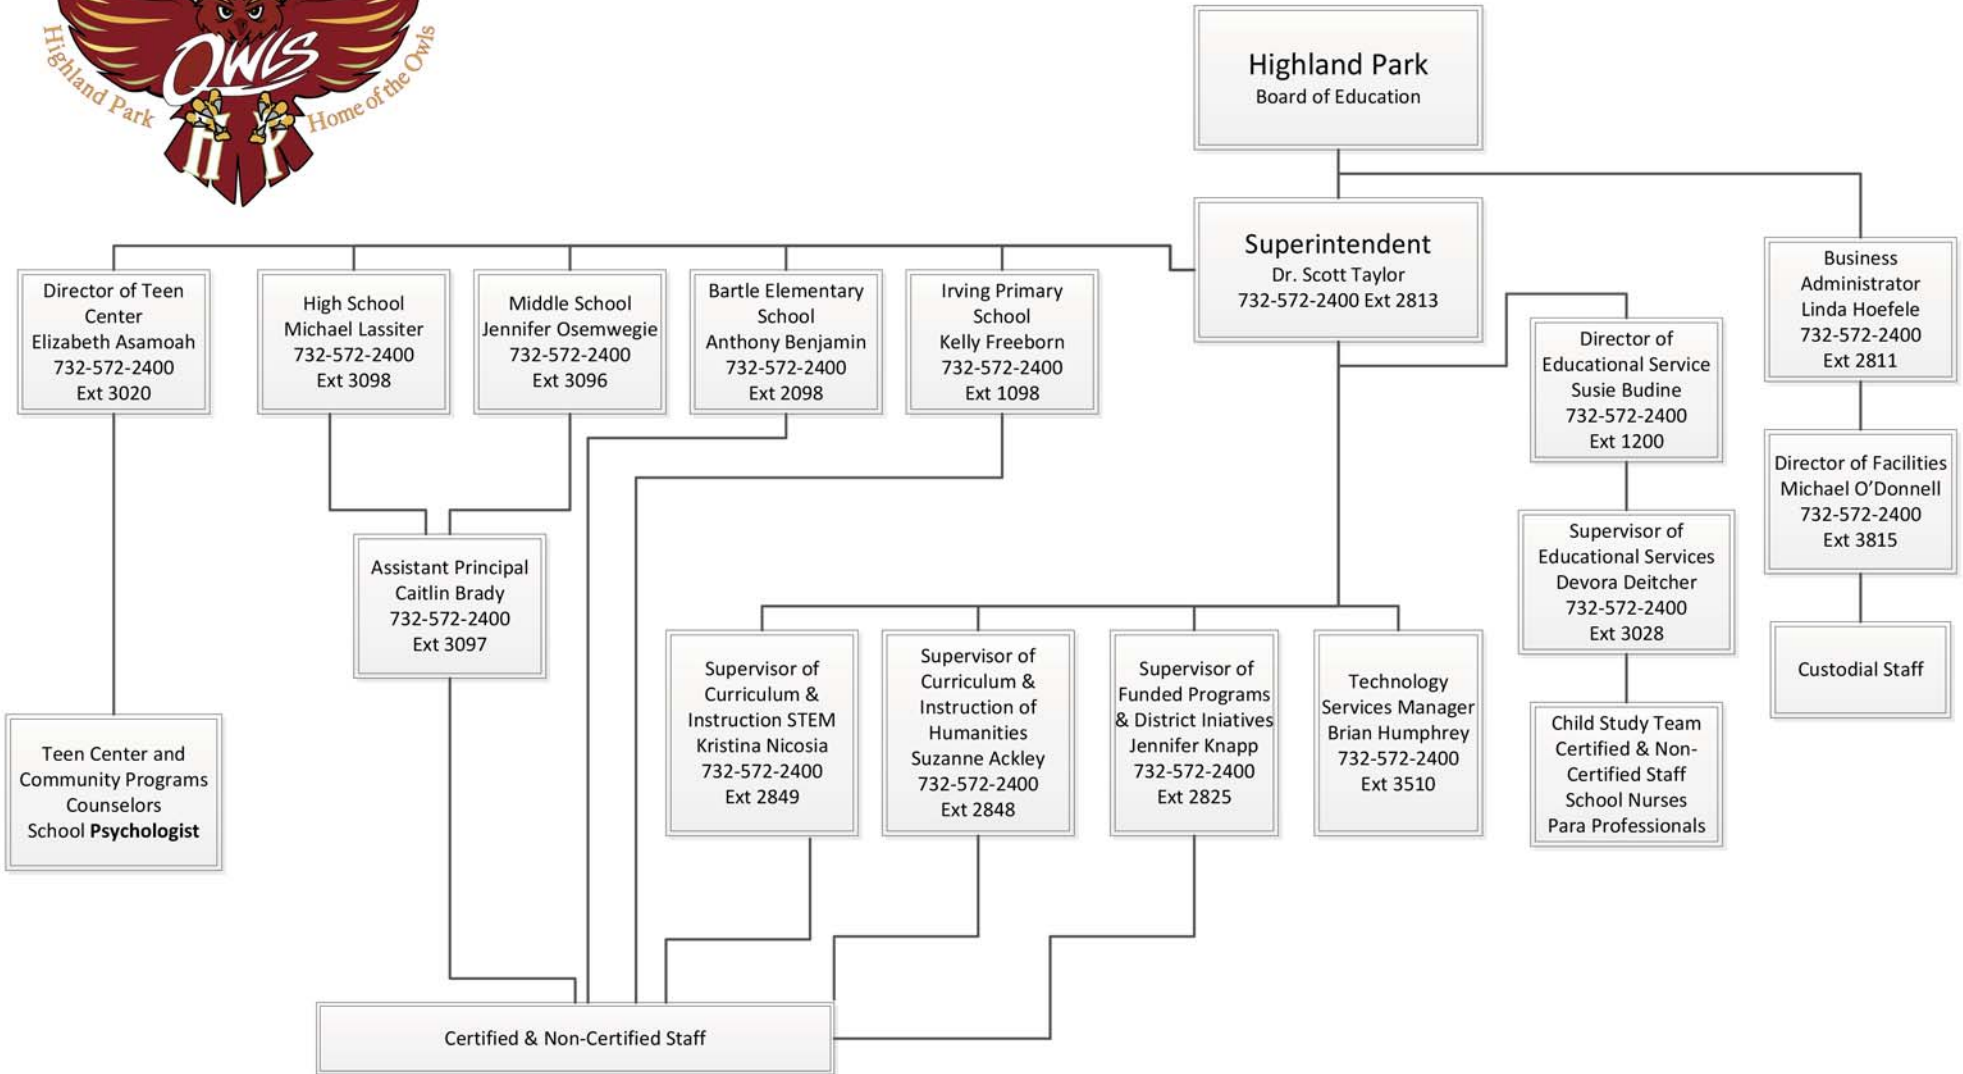 Highland Park
OWLS
Home of the Owls
HP
Highland Park
Board of Education
Superintendent
Dr. Scott Taylor
732-572-2400 Ext 2813
Business
Administrator
Linda Hoefele
732-572-2400
Ext 2811
Director of Teen
Center
Elizabeth Asamoah
732-572-2400
Ext 3020
High School
Michael Lassiter
732-572-2400
Ext 3098
Middle School
Jennifer Osemwegie
732-572-2400
Ext 3096
Bartle Elementary
School
Anthony Benjamin
732-572-2400
Ext 2098
Irving Primary
School
Kelly Freeborn
732-572-2400
Ext 1098
Director of
Educational Service
Susie Budine
732-572-2400
Ext 1200
Director of Facilities
Michael O’Donnell
732-572-2400
Ext 3815
Supervisor of
Educational Services
Devora Deitcher
732-572-2400
Ext 3028
Assistant Principal
Caitlin Brady
732-572-2400
Ext 3097
Supervisor of
Curriculum &
Instruction STEM
Kristina Nicosia
732-572-2400
Ext 2849
Supervisor of
Curriculum &
Instruction of
Humanities
Suzanne Ackley
732-572-2400
Ext 2848
Supervisor of
Funded Programs
& District Iniatives
Jennifer Knapp
732-572-2400
Ext 2825
Technology
Services Manager
Brian Humphrey
732-572-2400
Ext 3510
Custodial Staff
Child Study Team
Certified & Non-
Certified Staff
School Nurses
Para Professionals
Teen Center and
Community Programs
Counselors
School Psychologist
Certified & Non-Certified Staff